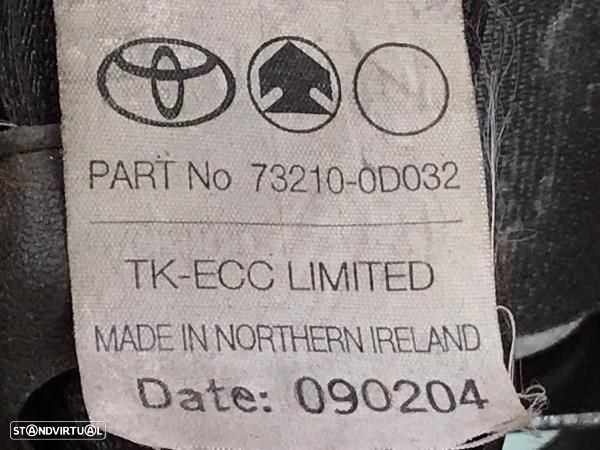 PART No 73210-0D032
TK-ECC LIMITED
MADE IN NORTHERN IRELAND
Date: 090204
STANDVIRTUAL